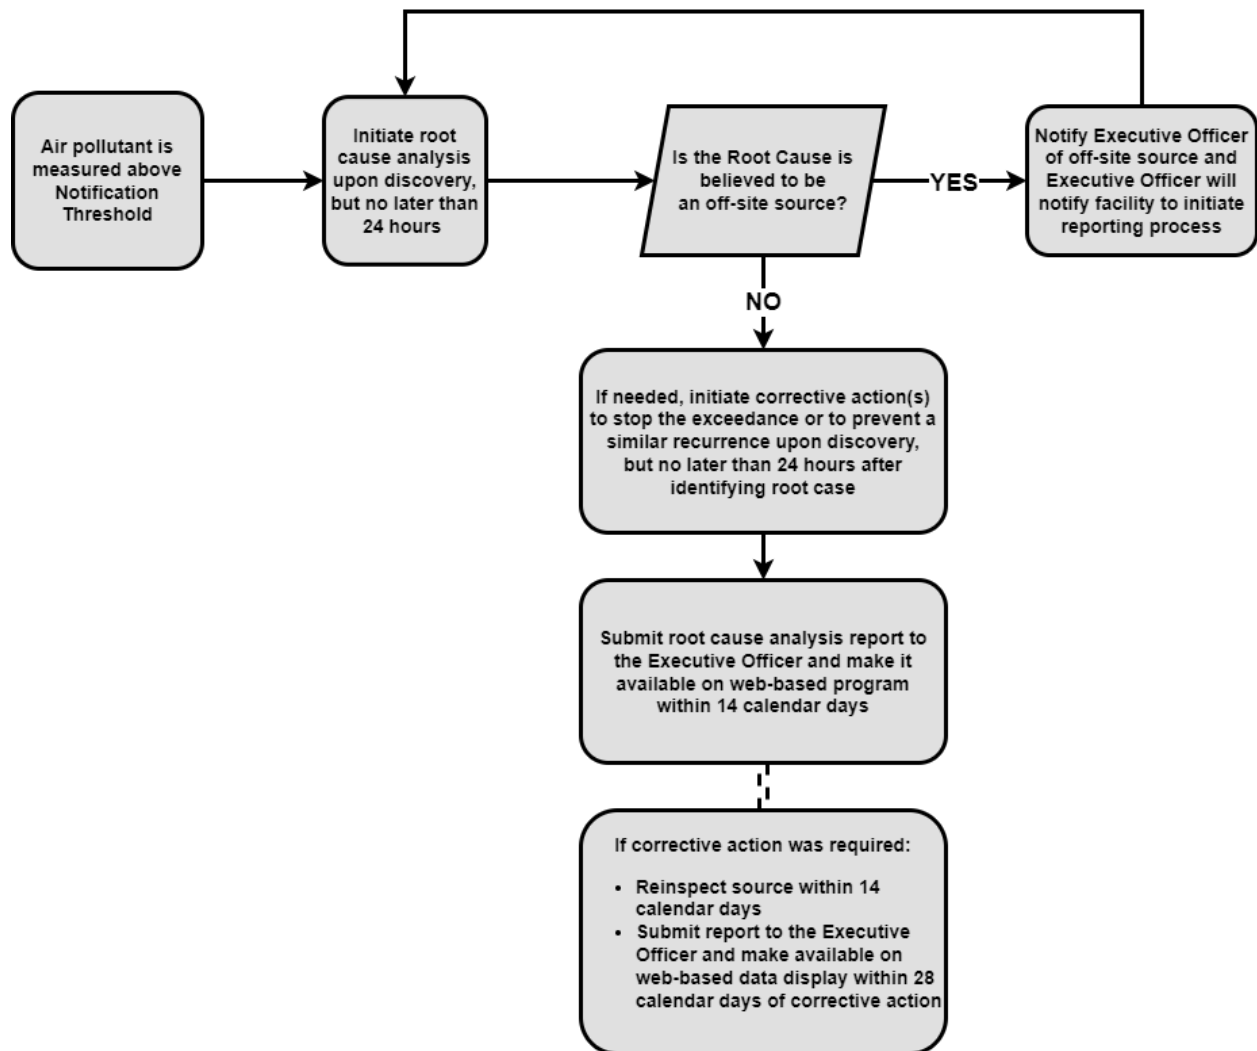 Air pollutant is
measured above
Notification
Threshold
Initiate root
cause analysis
upon discovery,
but no later than
24 hours
Is the Root Cause is
believed to be
an off-site source?
YES
Notify Executive Officer
of off-site source and
Executive Officer will
notify facility to initiate
reporting process
NO
If needed, initiate corrective action(s)
to stop the exceedance or to prevent a
similar recurrence upon discovery,
but no later than 24 hours after
identifying root case
Submit root cause analysis report to
the Executive Officer and make it
available on web-based program
within 14 calendar days
If corrective action was required:
• Reinspect source within 14
calendar days
• Submit report to the Executive
Officer and make available on
web-based data display within 28
calendar days of corrective action